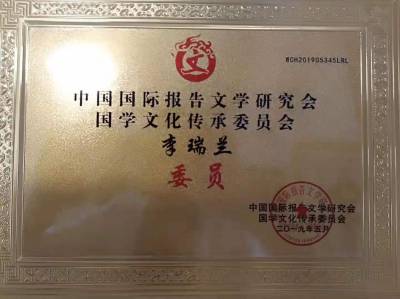 文
WCH2019GS345LRL
中国国际报告文学研究会
国学文化传承委员会
李瑞兰
委员
中国国际报告文学研究会
国学文化传承委员会
二〇一九年五月